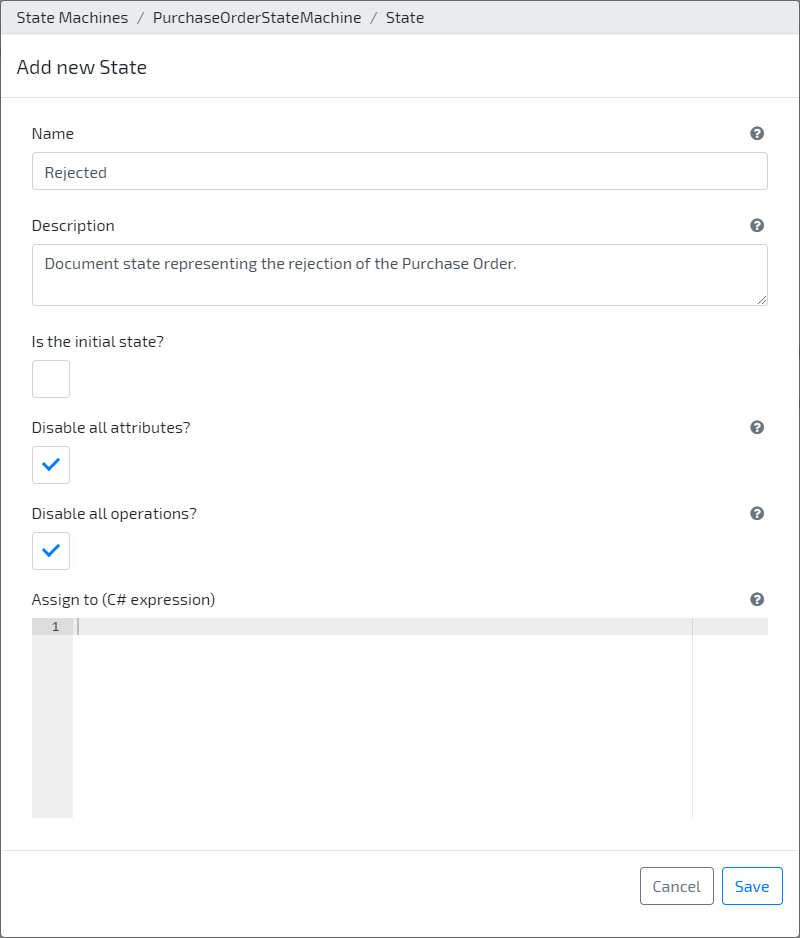 State Machines / PurchaseOrderStateMachine / State
Add new State
Name
Rejected
Description
Document state representing the rejection of the Purchase Order.
Is the initial state?
Disable all attributes?
Disable all operations?
Assign to (C# expression)
1
Cancel Save